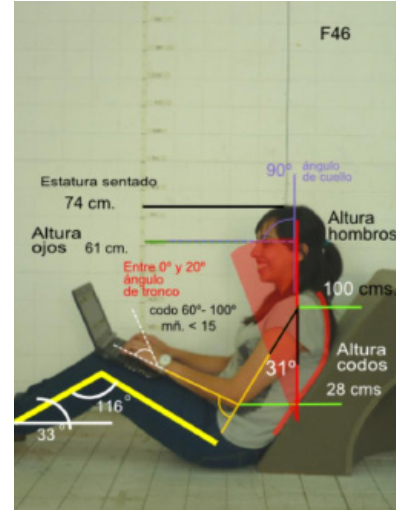 F46
90° ángulo
de cuello
Estatura sentado
74 cm.
Altura
hombros
Altura
ojos 61 cm.
Entre 0° y 20°
ángulo
de tronco
100 cms.
codo 60°- 100°
mñ. < 15
Altura
codos
31°
28 cms
116°
33°